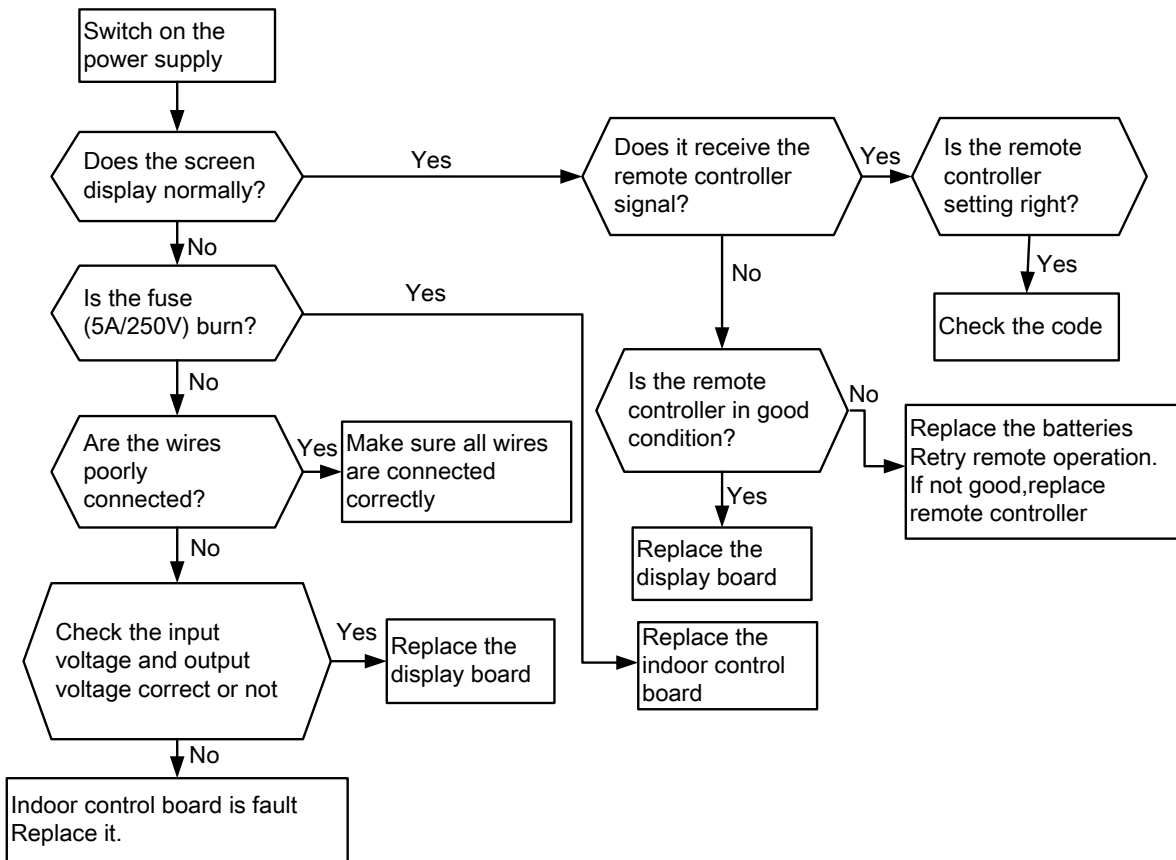 Switch on the
power supply
Does the screen
display normally?
Yes
Does it receive the
remote controller
signal?
Yes
Is the remote
controller
setting right?
No
Yes
No
Yes
Is the fuse
(5A/250V) burn?
Check the code
No
Is the remote
controller in good
condition?
No
Are the wires
poorly
connected?
Yes
Make sure all wires
are connected
correctly
Replace the batteries
Retry remote operation.
If not good,replace
remote controller
Yes
No
Replace the
display board
Check the input
voltage and output
voltage correct or not
Yes
Replace the
display board
Replace the
indoor control
board
No
Indoor control board is fault
Replace it.